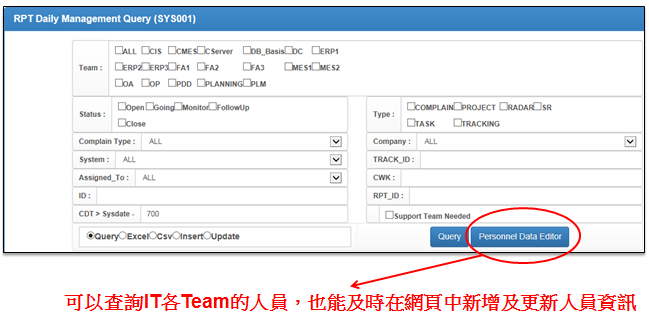 RPT Daily Management Query (SYS001)
Team : ALL CIS CMES CServer DB_Basis DC ERP1
ERP2 ERP3 FA1 FA2 FA3 MES1 MES2
OA OP PDD PLANNING PLM
Status : Open Going Monitor FollowUp
Close
Type : COMPLAIN PROJECT RADAR SR
TASK TRACKING
Complain Type : ALL
Company : ALL
System : ALL
TRACK_ID :
Assigned_To : ALL
CWK :
ID :
RPT_ID :
CDT > Sysdate - 700
Support Team Needed
Query Excel Csv Insert Update
Query Personnel Data Editor
可以查詢IT各Team的人員，也能及時在網頁中新增及更新人員資訊